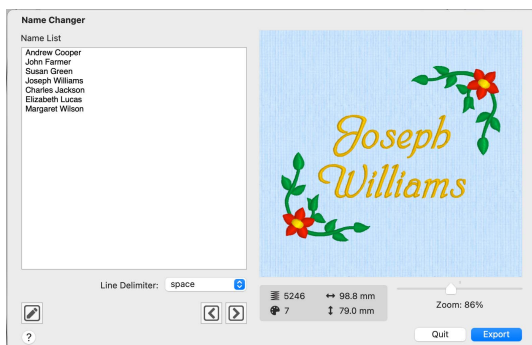 Name Changer
Name List
Andrew Cooper
John Farmer
Susan Green
Joseph Williams
Charles Jackson
Elizabeth Lucas
Margaret Wilson
Joseph
Williams
Line Delimiter: space
5246 98.8 mm
7 79.0 mm
Zoom: 86%
? Quit Export